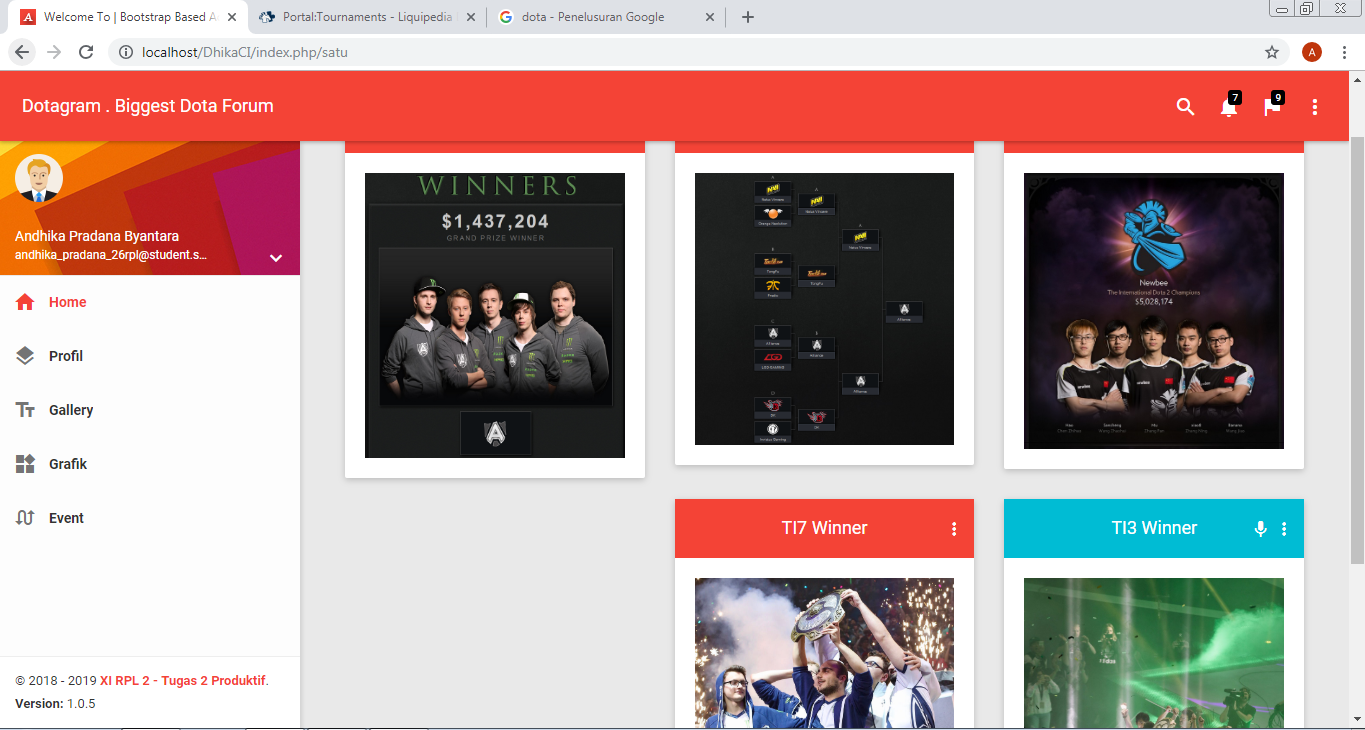 Welcome To | Bootstrap Based A
Portal:Tournaments - Liquipedia
dota - Penelusuran Google
localhost/DhikaCI/index.php/satu
A
Dotagram . Biggest Dota Forum
7
9
Andhika Pradana Byantara
andhika_pradana_26rpl@student.s...
Home
Profil
Gallery
Grafik
Event
© 2018 - 2019 XI RPL 2 - Tugas 2 Produktif.
Version: 1.0.5
WINNERS
$1,437,204
GRAND PRIZE WINNER
Newbee
The International Dota 2 Champions
$5,028,174
TI7 Winner
TI3 Winner